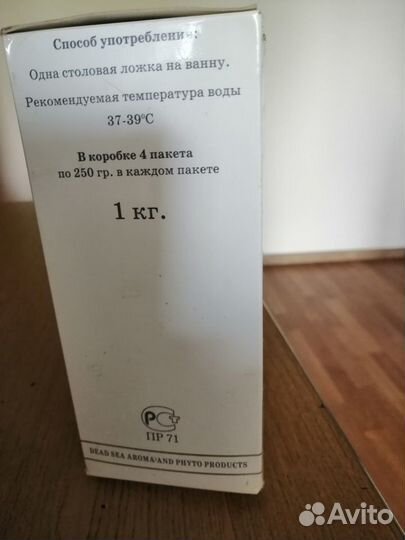 Способ употребления:
Одна столовая ложка на ванну.
Рекомендуемая температура воды
37-39°С
В коробке 4 пакета
по 250 гр. в каждом пакете
1 кг.
РСТ
ПР 71
DEAD SEA AROMA AND PHYTO PRODUCTS
Avito